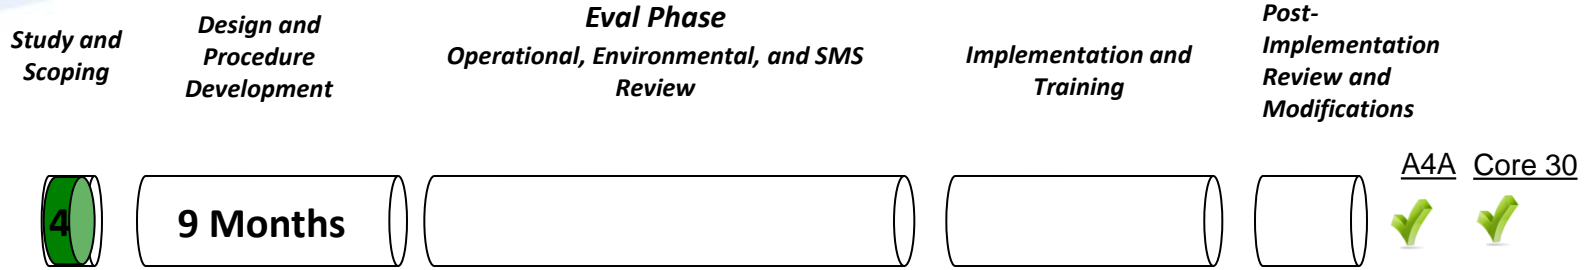 Study and
Scoping
Design and
Procedure
Development
Eval Phase
Operational, Environmental, and SMS
Review
Implementation and
Training
Post-
Implementation
Review and
Modifications
A4A Core 30
4
9 Months